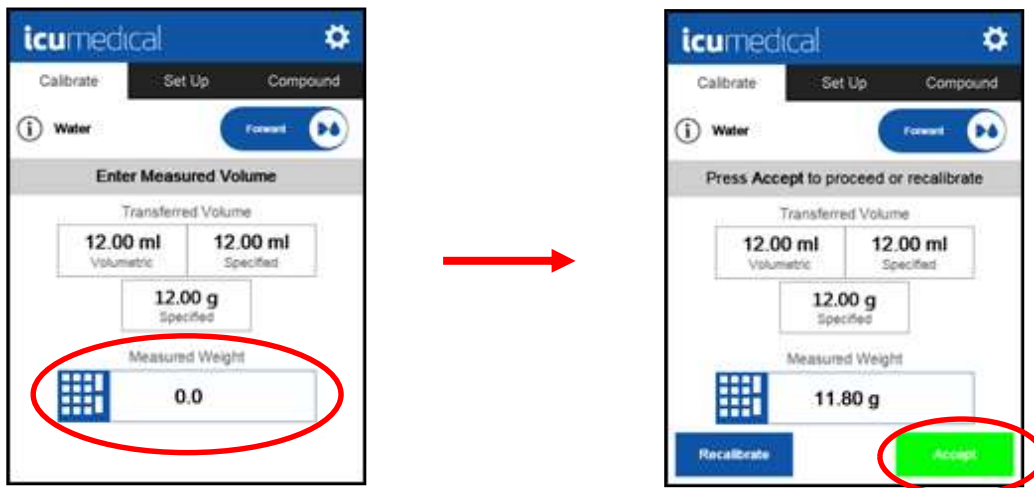 icumedical
Calibrate Set Up Compound
Water Forward
Enter Measured Volume
Transferred Volume
12.00 ml 12.00 ml
Volumetric Specified
12.00 g
Specified
Measured Weight
0.0
icumedical
Calibrate Set Up Compound
Water Forward
Press Accept to proceed or recalibrate
Transferred Volume
12.00 ml 12.00 ml
Volumetric Specified
12.00 g
Specified
Measured Weight
11.80 g
Recalibrate Accept